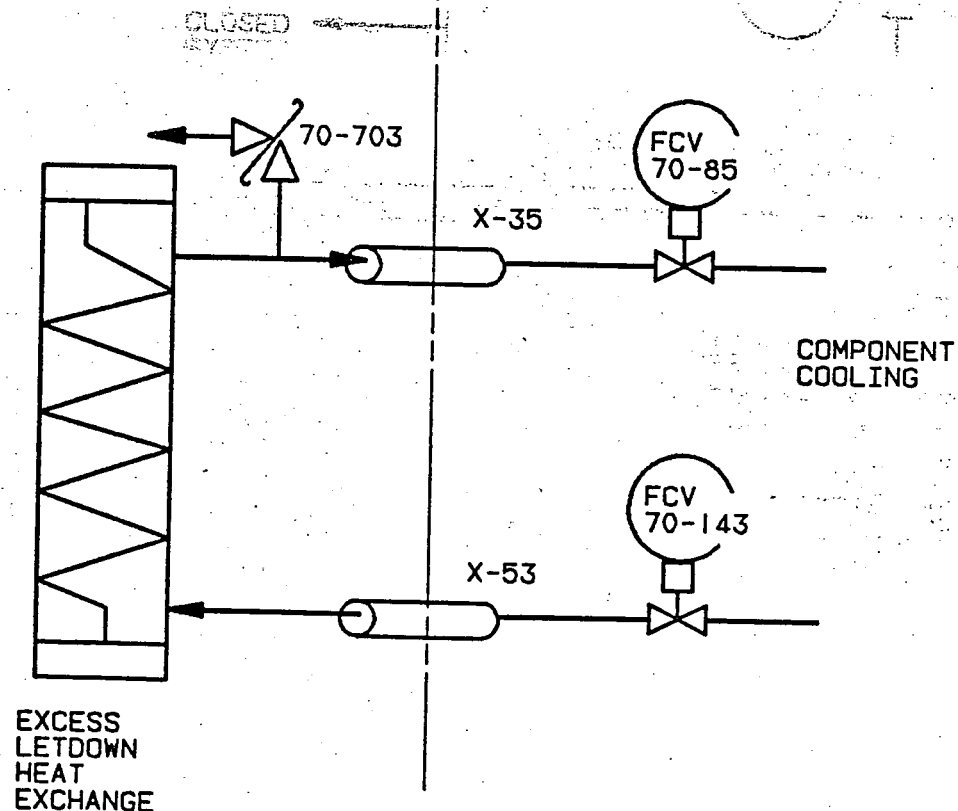 CLOSED
70-703
FCV
70-85
X-35
COMPONENT
COOLING
FCV
70-143
X-53
EXCESS
LETDOWN
HEAT
EXCHANGE